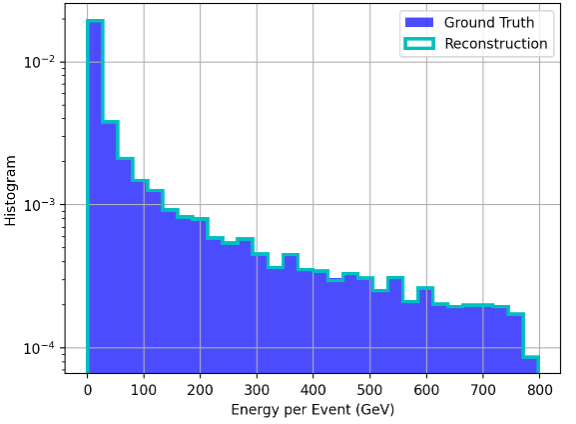 Ground Truth
Reconstruction
10⁻²
10⁻³
10⁻⁴
Histogram
0 100 200 300 400 500 600 700 800
Energy per Event (GeV)